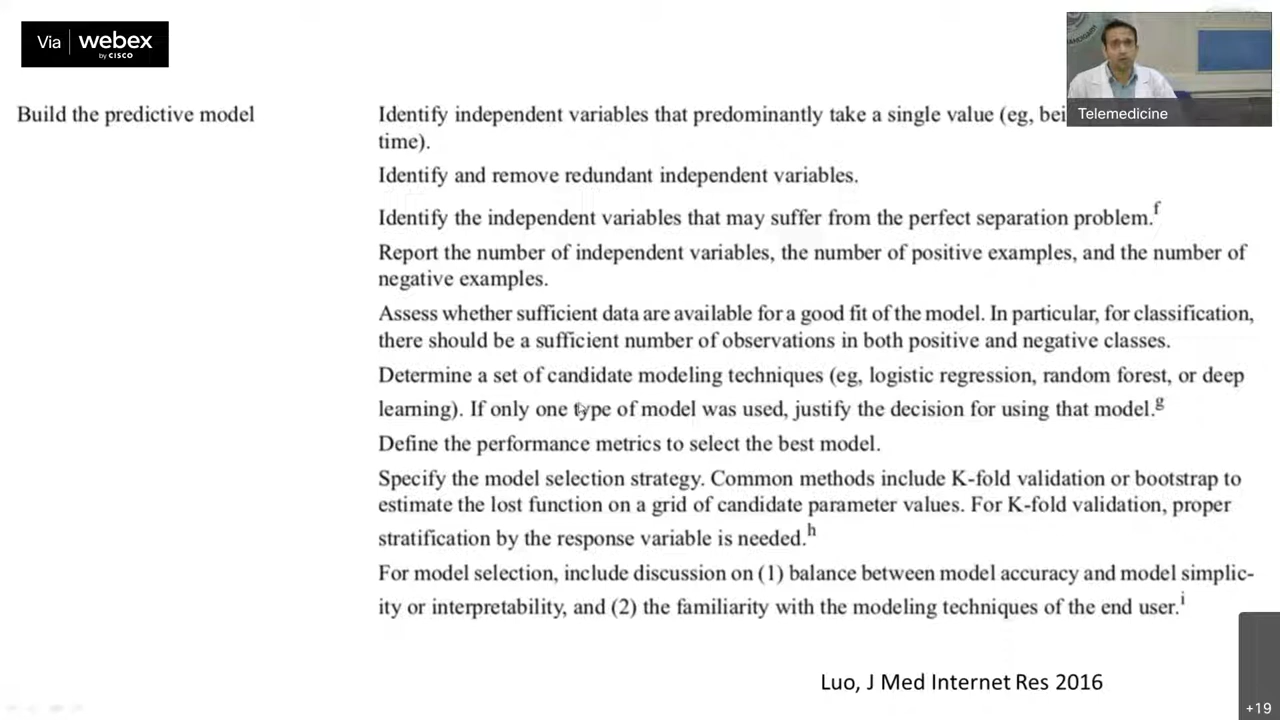 Via webex
by CISCO
Telemedicine
Build the predictive model
Identify independent variables that predominantly take a single value (eg,
time).
Identify and remove redundant independent variables.
Identify the independent variables that may suffer from the perfect separation problem.f
Report the number of independent variables, the number of positive examples, and the number of
negative examples.
Assess whether sufficient data are available for a good fit of the model. In particular, for classification,
there should be a sufficient number of observations in both positive and negative classes.
Determine a set of candidate modeling techniques (eg, logistic regression, random forest, or deep
learning). If only one type of model was used, justify the decision for using that model.g
Define the performance metrics to select the best model.
Specify the model selection strategy. Common methods include K-fold validation or bootstrap to
estimate the lost function on a grid of candidate parameter values. For K-fold validation, proper
stratification by the response variable is needed.h
For model selection, include discussion on (1) balance between model accuracy and model simplic-
ity or interpretability, and (2) the familiarity with the modeling techniques of the end user.i
Luo, J Med Internet Res 2016
+19